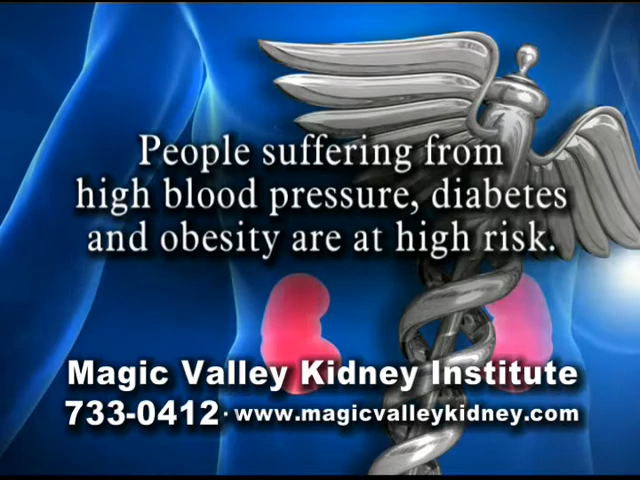 People suffering from
high blood pressure, diabetes
and obesity are at high risk.
Magic Valley Kidney Institute
733-0412 · www.magicvalleykidney.com